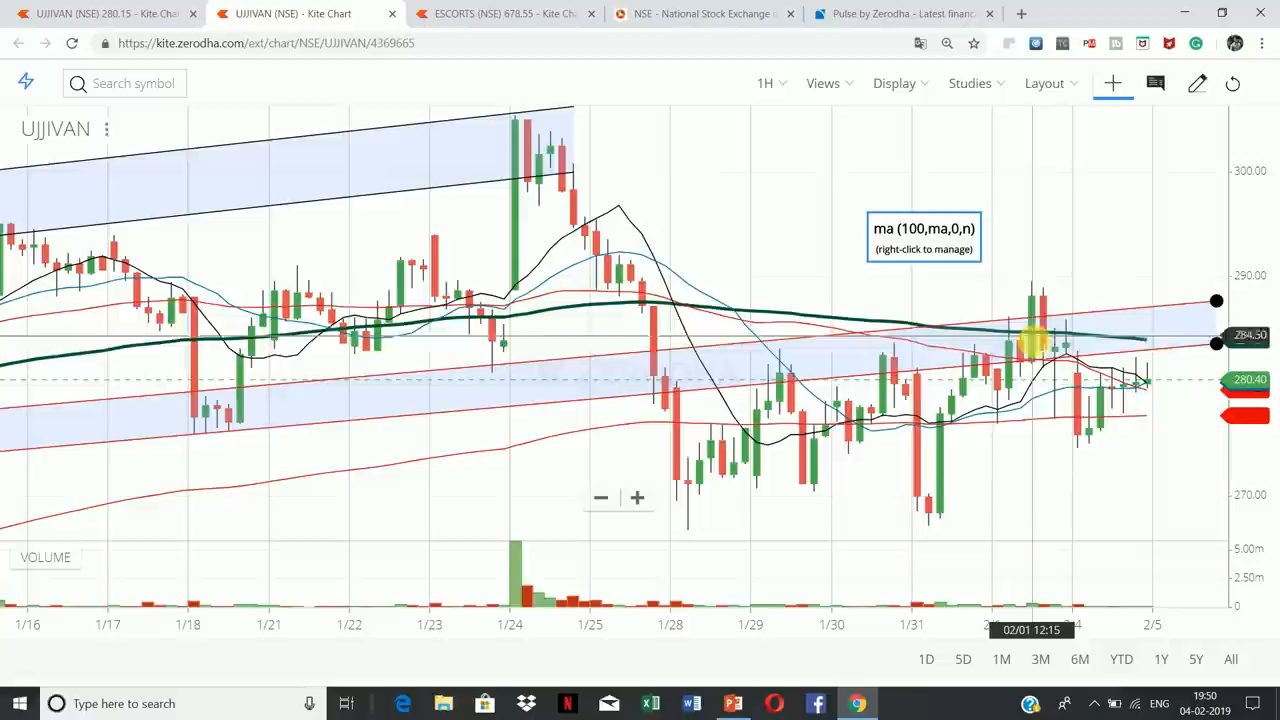 UJJIVAN (NSE) 280.15 - Kite Cha
UJJIVAN (NSE) - Kite Chart
ESCORTS (NSE) 678.55 - Kite Ch
NSE - National Stock Exchange o
Pulse by Zerodha - Latest financ
https://kite.zerodha.com/ext/chart/NSE/UJJIVAN/4369665
Search symbol
1H
Views
Display
Studies
Layout
UJJIVAN
ma (100,ma,0,n)
(right-click to manage)
300.00
290.00
284.50
280.40
270.00
VOLUME
5.00m
2.50m
0
1/16 1/17 1/18 1/21 1/22 1/23 1/24 1/25 1/28 1/29 1/30 1/31 2/5
02/01 12:15
1D 5D 1M 3M 6M YTD 1Y 5Y All
Type here to search
ENG
19:50
04-02-2019